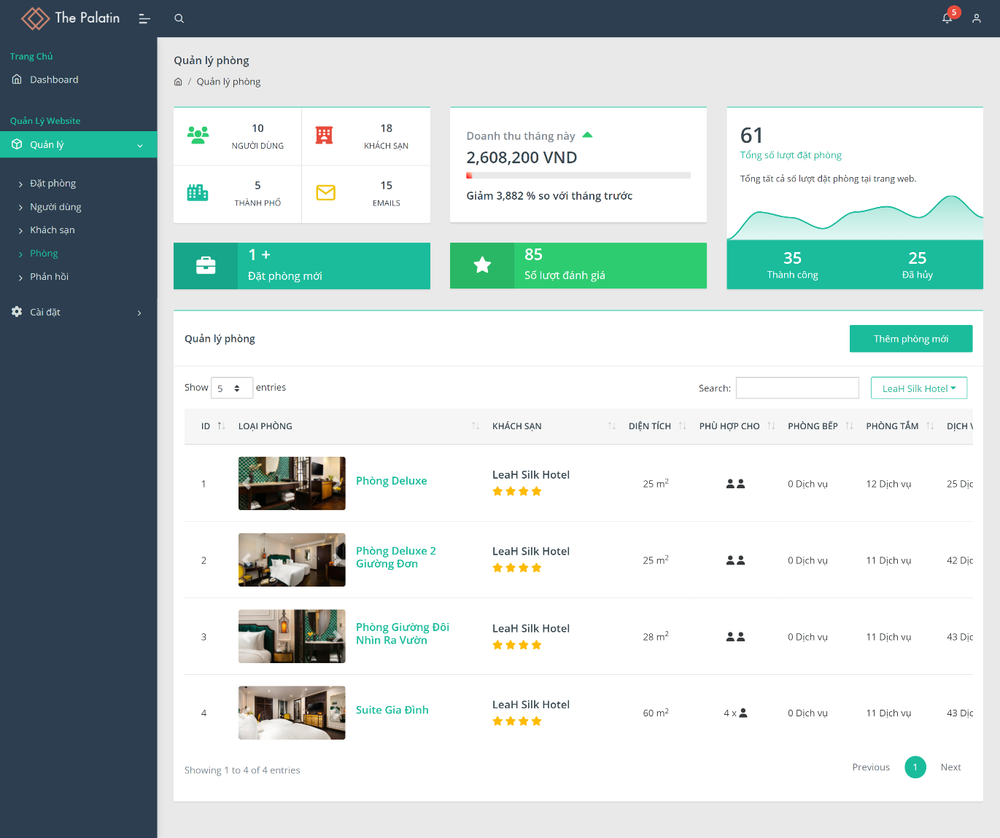 The Palatin
5
Trang Chủ
Dashboard
Quản Lý Website
Quản lý
Đặt phòng
Người dùng
Khách sạn
Phòng
Phản hồi
Cài đặt
Quản lý phòng
/ Quản lý phòng
10
NGƯỜI DÙNG
18
KHÁCH SẠN
5
THÀNH PHỐ
15
EMAILS
Doanh thu tháng này
2,608,200 VND
Giảm 3,882 % so với tháng trước
61
Tổng số lượt đặt phòng
Tổng tất cả số lượt đặt phòng tại trang web.
35
Thành công
25
Đã hủy
1 +
Đặt phòng mới
85
Số lượt đánh giá
Quản lý phòng
Thêm phòng mới
Show 5 entries
Search:
LeaH Silk Hotel
ID LOẠI PHÒNG KHÁCH SẠN DIỆN TÍCH PHÙ HỢP CHO PHÒNG BẾP PHÒNG TẮM DỊCH
1 Phòng Deluxe LeaH Silk Hotel 25 m² 0 Dịch vụ 12 Dịch vụ 25 Dịc
2 Phòng Deluxe 2 Giường Đơn LeaH Silk Hotel 25 m² 0 Dịch vụ 11 Dịch vụ 42 Dịc
3 Phòng Giường Đôi Nhìn Ra Vườn LeaH Silk Hotel 28 m² 0 Dịch vụ 11 Dịch vụ 43 Dịc
4 Suite Gia Đình LeaH Silk Hotel 60 m² 4 x 0 Dịch vụ 11 Dịch vụ 43 Dịc
Showing 1 to 4 of 4 entries
Previous 1 Next